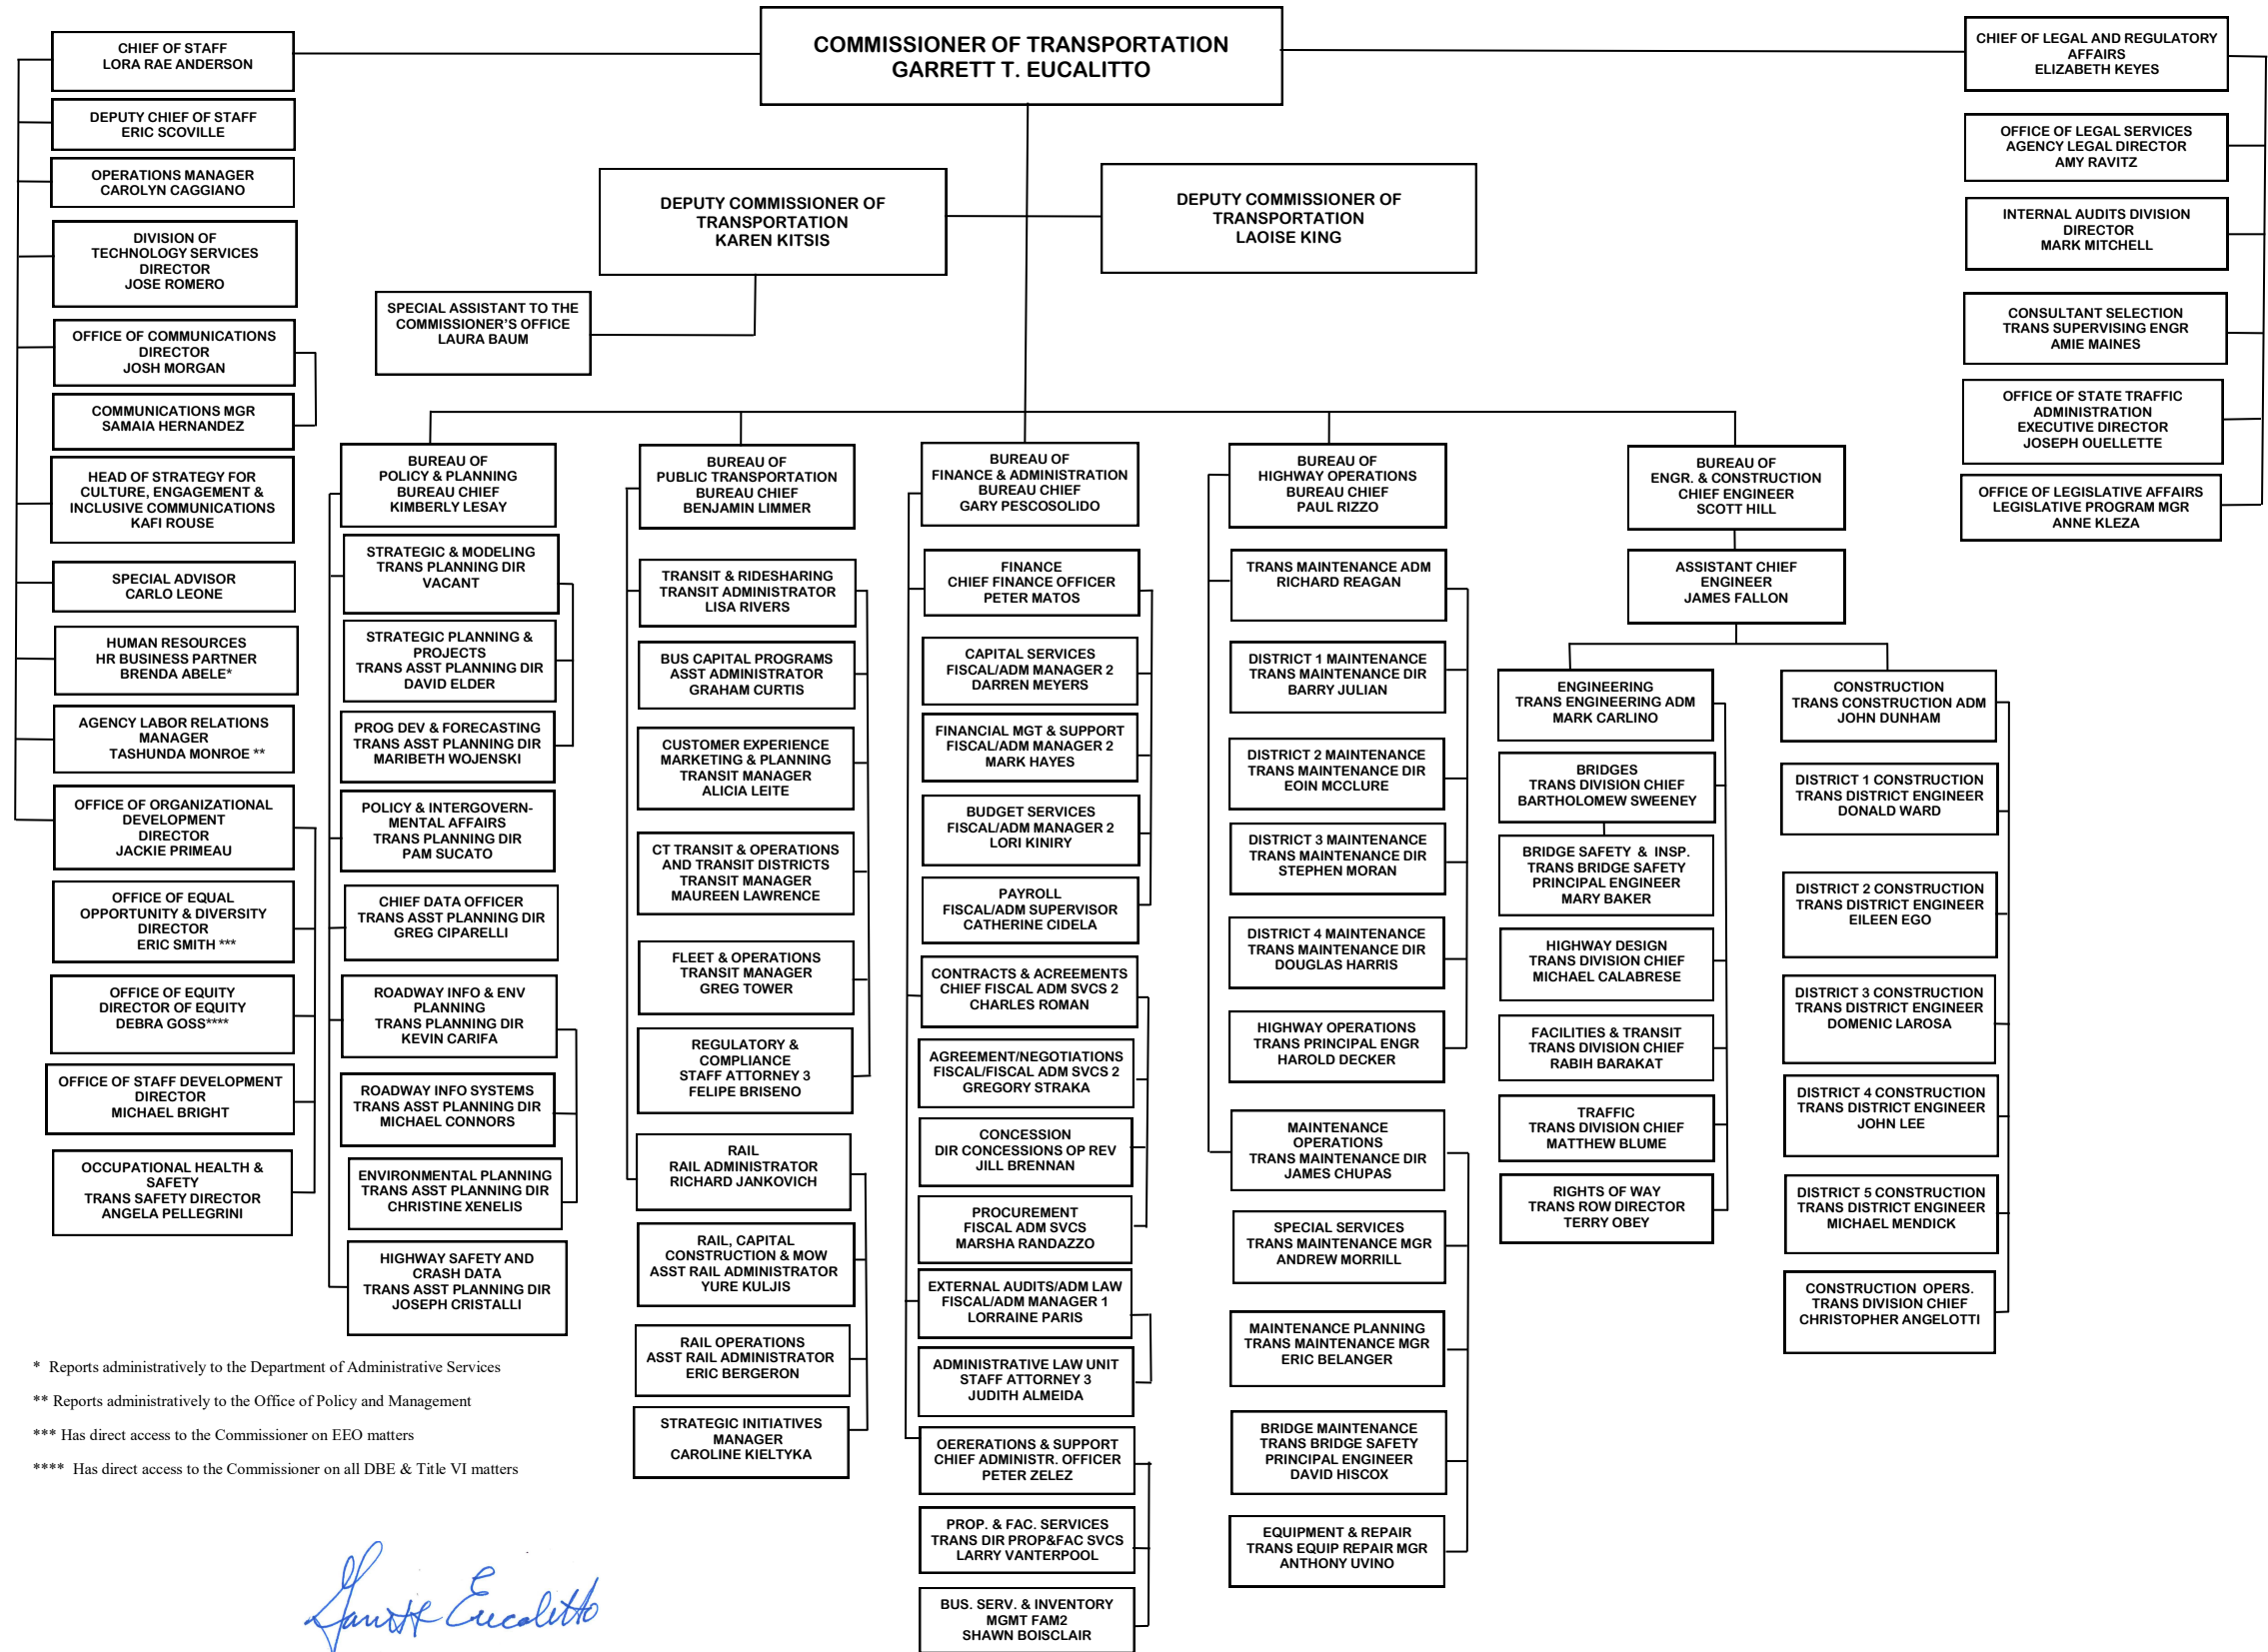 COMMISSIONER OF TRANSPORTATION
GARRETT T. EUCALITTO
CHIEF OF STAFF
LORA RAE ANDERSON
DEPUTY CHIEF OF STAFF
ERIC SCOVILLE
OPERATIONS MANAGER
CAROLYN CAGGIANO
DIVISION OF
TECHNOLOGY SERVICES
DIRECTOR
JOSE ROMERO
OFFICE OF COMMUNICATIONS
DIRECTOR
JOSH MORGAN
COMMUNICATIONS MGR
SAMAIA HERNANDEZ
HEAD OF STRATEGY FOR
CULTURE, ENGAGEMENT &
INCLUSIVE COMMUNICATIONS
KAFI ROUSE
SPECIAL ADVISOR
CARLO LEONE
HUMAN RESOURCES
HR BUSINESS PARTNER
BRENDA ABELE*
AGENCY LABOR RELATIONS
MANAGER
TASHUNDA MONROE **
OFFICE OF ORGANIZATIONAL
DEVELOPMENT
DIRECTOR
JACKIE PRIMEAU
OFFICE OF EQUAL
OPPORTUNITY & DIVERSITY
DIRECTOR
ERIC SMITH ***
OFFICE OF EQUITY
DIRECTOR OF EQUITY
DEBRA GOSS****
OFFICE OF STAFF DEVELOPMENT
DIRECTOR
MICHAEL BRIGHT
OCCUPATIONAL HEALTH &
SAFETY
TRANS SAFETY DIRECTOR
ANGELA PELLEGRINI
DEPUTY COMMISSIONER OF
TRANSPORTATION
KAREN KITSIS
DEPUTY COMMISSIONER OF
TRANSPORTATION
LAOISE KING
SPECIAL ASSISTANT TO THE
COMMISSIONER'S OFFICE
LAURA BAUM
CHIEF OF LEGAL AND REGULATORY
AFFAIRS
ELIZABETH KEYES
OFFICE OF LEGAL SERVICES
AGENCY LEGAL DIRECTOR
AMY RAVITZ
INTERNAL AUDITS DIVISION
DIRECTOR
MARK MITCHELL
CONSULTANT SELECTION
TRANS SUPERVISING ENGR
AMIE MAINES
OFFICE OF STATE TRAFFIC
ADMINISTRATION
EXECUTIVE DIRECTOR
JOSEPH OUELLETTE
OFFICE OF LEGISLATIVE AFFAIRS
LEGISLATIVE PROGRAM MGR
ANNE KLEZA
BUREAU OF
POLICY & PLANNING
BUREAU CHIEF
KIMBERLY LESAY
STRATEGIC & MODELING
TRANS PLANNING DIR
VACANT
STRATEGIC PLANNING &
PROJECTS
TRANS ASST PLANNING DIR
DAVID ELDER
PROG DEV & FORECASTING
TRANS ASST PLANNING DIR
MARIBETH WOJENSKI
POLICY & INTERGOVERN-
MENTAL AFFAIRS
TRANS PLANNING DIR
PAM SUCATO
CHIEF DATA OFFICER
TRANS ASST PLANNING DIR
GREG CIPARELLI
ROADWAY INFO & ENV
PLANNING
TRANS PLANNING DIR
KEVIN CARIFA
ROADWAY INFO SYSTEMS
TRANS ASST PLANNING DIR
MICHAEL CONNORS
ENVIRONMENTAL PLANNING
TRANS ASST PLANNING DIR
CHRISTINE XENELIS
HIGHWAY SAFETY AND
CRASH DATA
TRANS ASST PLANNING DIR
JOSEPH CRISTALLI
BUREAU OF
PUBLIC TRANSPORTATION
BUREAU CHIEF
BENJAMIN LIMMER
TRANSIT & RIDESHARING
TRANSIT ADMINISTRATOR
LISA RIVERS
BUS CAPITAL PROGRAMS
ASST ADMINISTRATOR
GRAHAM CURTIS
CUSTOMER EXPERIENCE
MARKETING & PLANNING
TRANSIT MANAGER
ALICIA LEITE
CT TRANSIT & OPERATIONS
AND TRANSIT DISTRICTS
TRANSIT MANAGER
MAUREEN LAWRENCE
FLEET & OPERATIONS
TRANSIT MANAGER
GREG TOWER
REGULATORY &
COMPLIANCE
STAFF ATTORNEY 3
FELIPE BRISENO
RAIL
RAIL ADMINISTRATOR
RICHARD JANKOVICH
RAIL, CAPITAL
CONSTRUCTION & MOW
ASST RAIL ADMINISTRATOR
YURE KULJIS
RAIL OPERATIONS
ASST RAIL ADMINISTRATOR
ERIC BERGERON
STRATEGIC INITIATIVES
MANAGER
CAROLINE KIELTYKA
BUREAU OF
FINANCE & ADMINISTRATION
BUREAU CHIEF
GARY PESCOSOLIDO
FINANCE
CHIEF FINANCE OFFICER
PETER MATOS
CAPITAL SERVICES
FISCAL/ADM MANAGER 2
DARREN MEYERS
FINANCIAL MGT & SUPPORT
FISCAL/ADM MANAGER 2
MARK HAYES
BUDGET SERVICES
FISCAL/ADM MANAGER 2
LORI KINIRY
PAYROLL
FISCAL/ADM SUPERVISOR
CATHERINE CIDELA
CONTRACTS & AGREEMENTS
CHIEF FISCAL ADM SVCS 2
CHARLES ROMAN
AGREEMENT/NEGOTIATIONS
FISCAL/FISCAL ADM SVCS 2
GREGORY STRAKA
CONCESSION
DIR CONCESSIONS OP REV
JILL BRENNAN
PROCUREMENT
FISCAL ADM SVCS
MARSHA RANDAZZO
EXTERNAL AUDITS/ADM LAW
FISCAL/ADM MANAGER 1
LORRAINE PARIS
ADMINISTRATIVE LAW UNIT
STAFF ATTORNEY 3
JUDITH ALMEIDA
OERERATIONS & SUPPORT
CHIEF ADMINISTR. OFFICER
PETER ZELEZ
PROP. & FAC. SERVICES
TRANS DIR PROP&FAC SVCS
LARRY VANTERPOOL
BUS. SERV. & INVENTORY
MGMT FAM2
SHAWN BOISCLAIR
BUREAU OF
HIGHWAY OPERATIONS
BUREAU CHIEF
PAUL RIZZO
TRANS MAINTENANCE ADM
RICHARD REAGAN
DISTRICT 1 MAINTENANCE
TRANS MAINTENANCE DIR
BARRY JULIAN
DISTRICT 2 MAINTENANCE
TRANS MAINTENANCE DIR
EOIN MCCLURE
DISTRICT 3 MAINTENANCE
TRANS MAINTENANCE DIR
STEPHEN MORAN
DISTRICT 4 MAINTENANCE
TRANS MAINTENANCE DIR
DOUGLAS HARRIS
HIGHWAY OPERATIONS
TRANS PRINCIPAL ENGR
HAROLD DECKER
MAINTENANCE
OPERATIONS
TRANS MAINTENANCE DIR
JAMES CHUPAS
SPECIAL SERVICES
TRANS MAINTENANCE MGR
ANDREW MORRILL
MAINTENANCE PLANNING
TRANS MAINTENANCE MGR
ERIC BELANGER
BRIDGE MAINTENANCE
TRANS BRIDGE SAFETY
PRINCIPAL ENGINEER
DAVID HISCOX
EQUIPMENT & REPAIR
TRANS EQUIP REPAIR MGR
ANTHONY UVINO
BUREAU OF
ENGR. & CONSTRUCTION
CHIEF ENGINEER
SCOTT HILL
ASSISTANT CHIEF
ENGINEER
JAMES FALLON
ENGINEERING
TRANS ENGINEERING ADM
MARK CARLINO
BRIDGES
TRANS DIVISION CHIEF
BARTHOLOMEW SWEENEY
BRIDGE SAFETY & INSP.
TRANS BRIDGE SAFETY
PRINCIPAL ENGINEER
MARY BAKER
HIGHWAY DESIGN
TRANS DIVISION CHIEF
MICHAEL CALABRESE
FACILITIES & TRANSIT
TRANS DIVISION CHIEF
RABIH BARAKAT
TRAFFIC
TRANS DIVISION CHIEF
MATTHEW BLUME
RIGHTS OF WAY
TRANS ROW DIRECTOR
TERRY OBEY
CONSTRUCTION
TRANS CONSTRUCTION ADM
JOHN DUNHAM
DISTRICT 1 CONSTRUCTION
TRANS DISTRICT ENGINEER
DONALD WARD
DISTRICT 2 CONSTRUCTION
TRANS DISTRICT ENGINEER
EILEEN EGO
DISTRICT 3 CONSTRUCTION
TRANS DISTRICT ENGINEER
DOMENIC LAROSA
DISTRICT 4 CONSTRUCTION
TRANS DISTRICT ENGINEER
JOHN LEE
DISTRICT 5 CONSTRUCTION
TRANS DISTRICT ENGINEER
MICHAEL MENDICK
CONSTRUCTION OPERS.
TRANS DIVISION CHIEF
CHRISTOPHER ANGELOTTI
* Reports administratively to the Department of Administrative Services
** Reports administratively to the Office of Policy and Management
*** Has direct access to the Commissioner on EEO matters
**** Has direct access to the Commissioner on all DBE & Title VI matters
Garrett Eucalitto